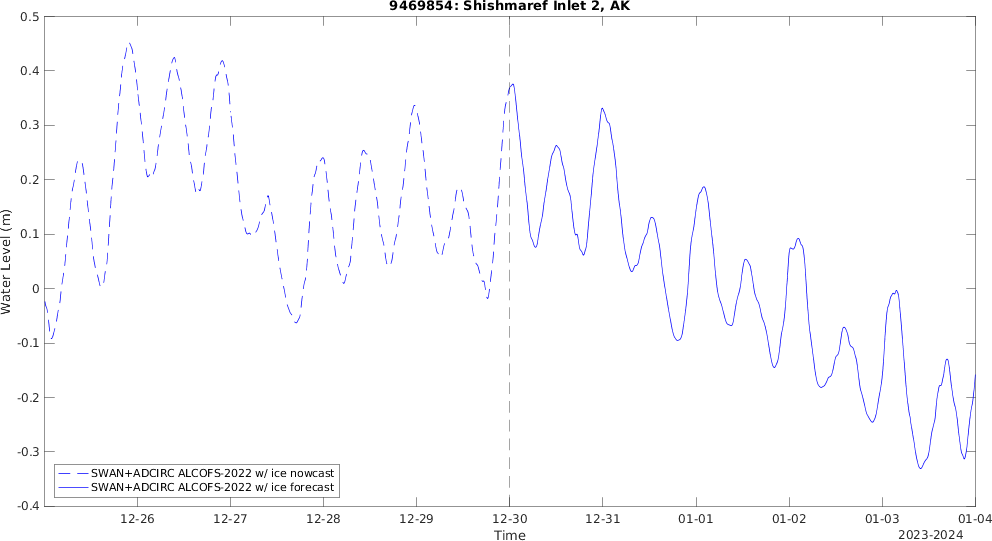 9469854: Shishmaref Inlet 2, AK
0.5
0.4
0.3
0.2
0.1
0
-0.1
-0.2
-0.3
-0.4
Water Level (m)
SWAN+ADCIRC ALCOFS-2022 w/ ice nowcast
SWAN+ADCIRC ALCOFS-2022 w/ ice forecast
12-26 12-27 12-28 12-29 12-30 12-31 01-01 01-02 01-03 01-04
Time
2023-2024